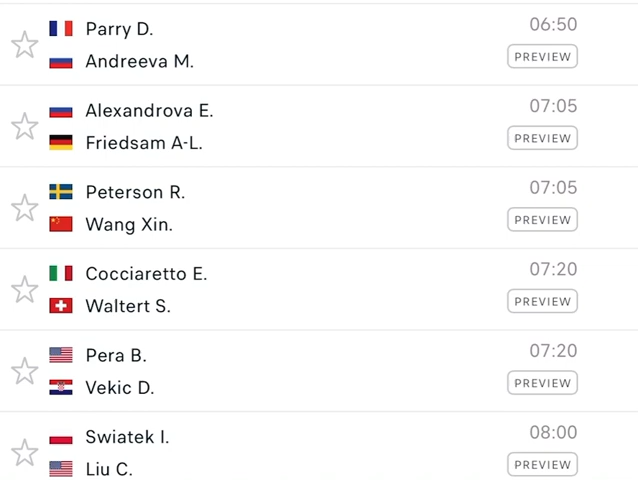 Parry D.
06:50
Andreeva M.
PREVIEW
Alexandrova E.
07:05
Friedsam A-L.
PREVIEW
Peterson R.
07:05
Wang Xin.
PREVIEW
Cocciaretto E.
07:20
Waltert S.
PREVIEW
Pera B.
07:20
Vekic D.
PREVIEW
Swiatek I.
08:00
Liu C.
PREVIEW